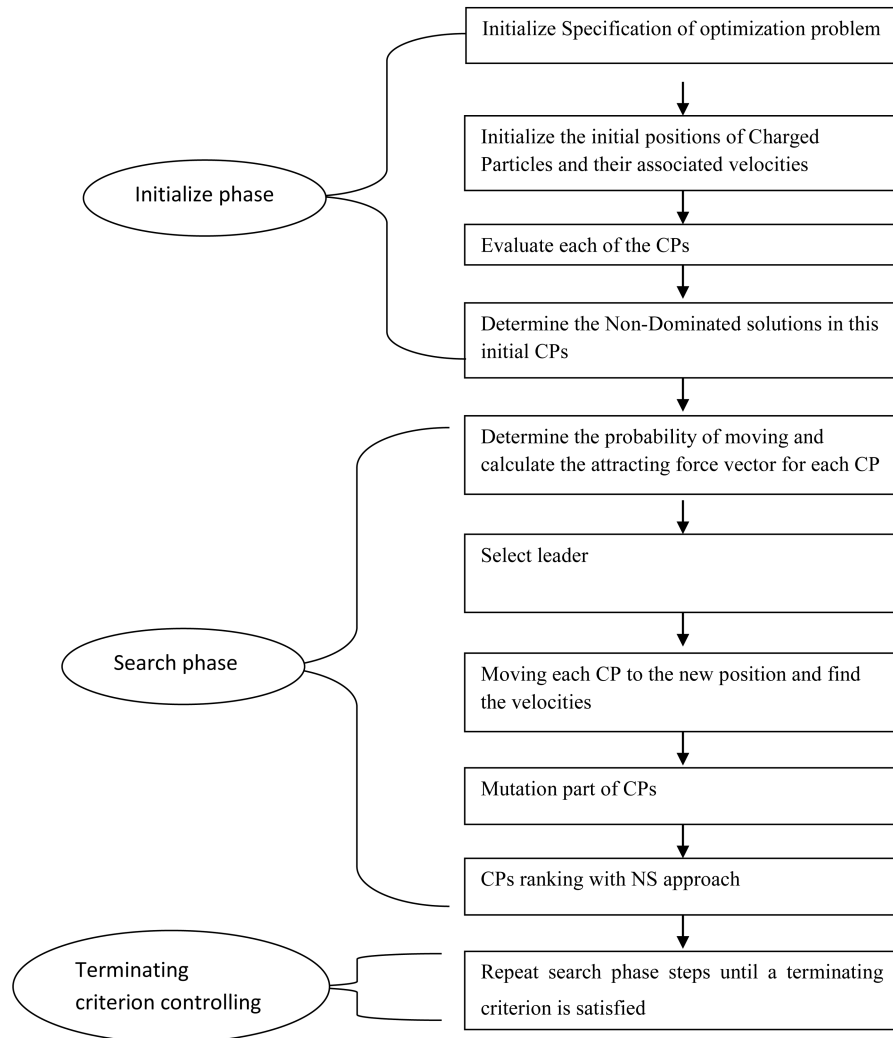 Initialize Specification of optimization problem
Initialize the initial positions of Charged
Particles and their associated velocities
Initialize phase
Evaluate each of the CPs
Determine the Non-Dominated solutions in this
initial CPs
Determine the probability of moving and
calculate the attracting force vector for each CP
Select leader
Search phase
Moving each CP to the new position and find
the velocities
Mutation part of CPs
CPs ranking with NS approach
Terminating
criterion controlling
Repeat search phase steps until a terminating
criterion is satisfied